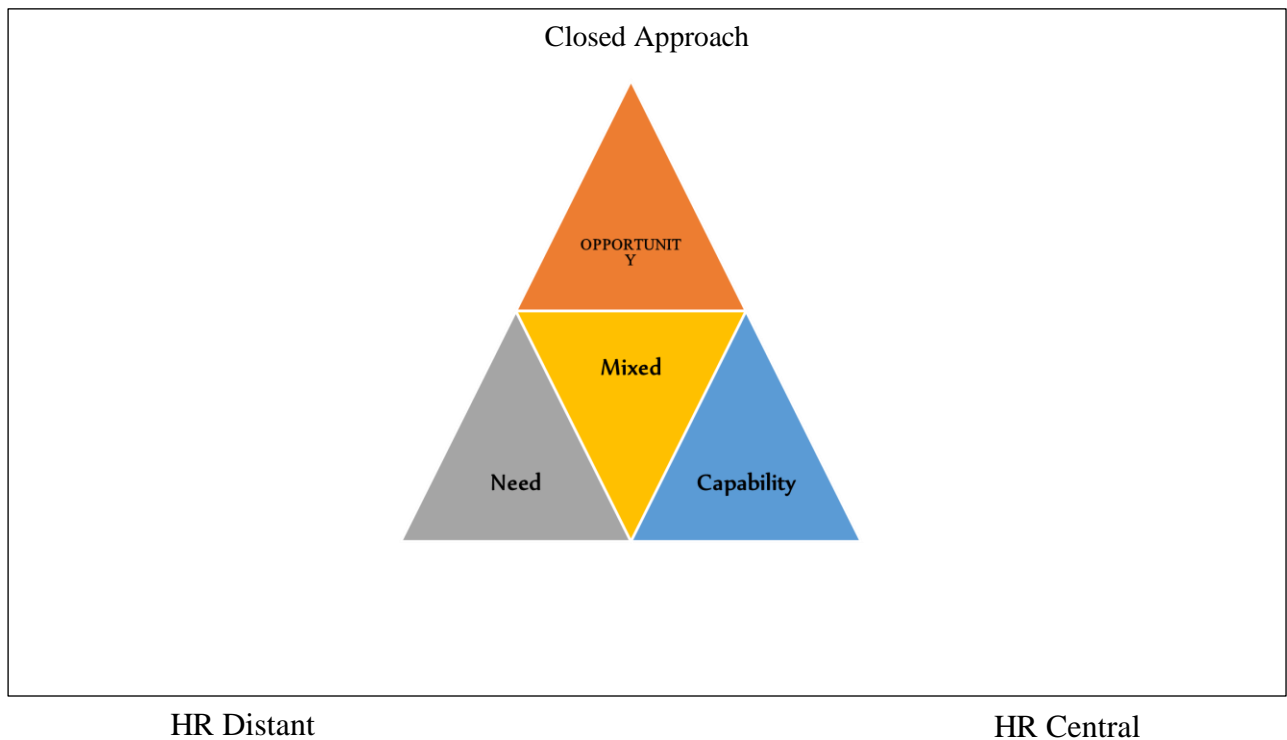 Closed Approach
OPPORTUNIT
Y
Mixed
Need
Capability
HR Distant
HR Central